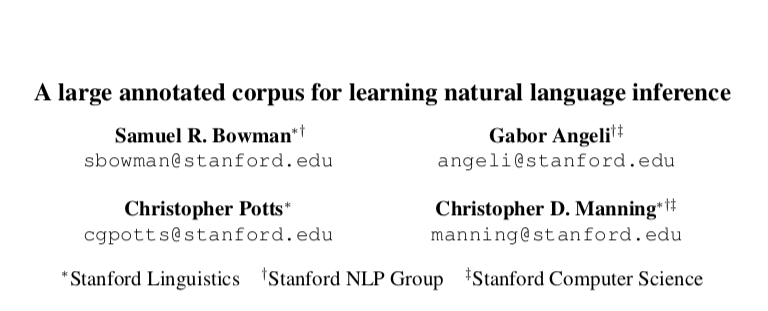 A large annotated corpus for learning natural language inference
Samuel R. Bowman*† Gabor Angeli†‡
sbowman@stanford.edu angeli@stanford.edu
Christopher Potts* Christopher D. Manning*†‡
cgpotts@stanford.edu manning@stanford.edu
*Stanford Linguistics †Stanford NLP Group ‡Stanford Computer Science